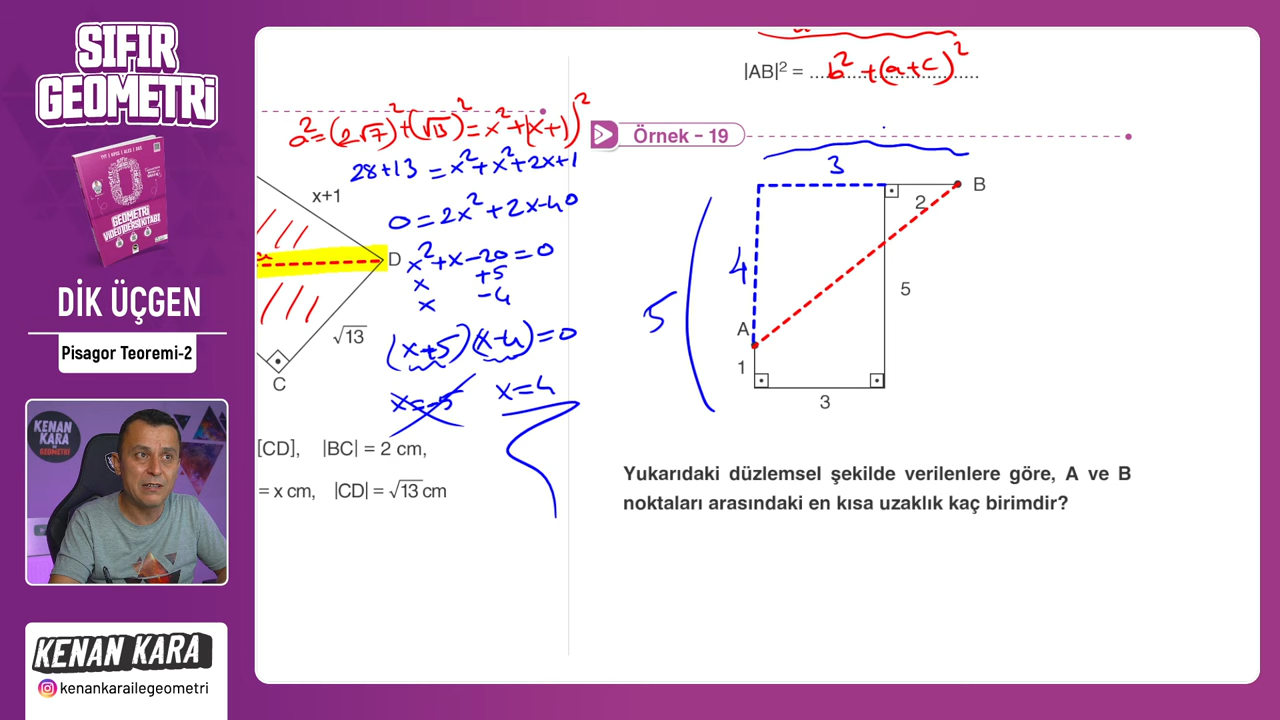 SIFIR
GEOMETRİ
GEOMETRİ
VİDEO DERS KİTABI
DİK ÜÇGEN
Pisagor Teoremi-2
KENAN
KARA
GEOMETRİ
KENAN KARA
kenankarailegeometri
a² = (2√7)² + (√13)² = x² + (x+1)²
28+13 = x² + x² + 2x + 1
0 = 2x² + 2x - 40
x² + x - 20 = 0
x +5
x -4
(x+5)(x-4) = 0
x = -5
x = 4
x+1
D
√13
C
[CD], |BC| = 2 cm,
= x cm, |CD| = √13 cm
|AB|² = b² + (a+c)²
Örnek - 19
3
B
2
4
5
5
A
1
3
Yukarıdaki düzlemsel şekilde verilenlere göre, A ve B
noktaları arasındaki en kısa uzaklık kaç birimdir?